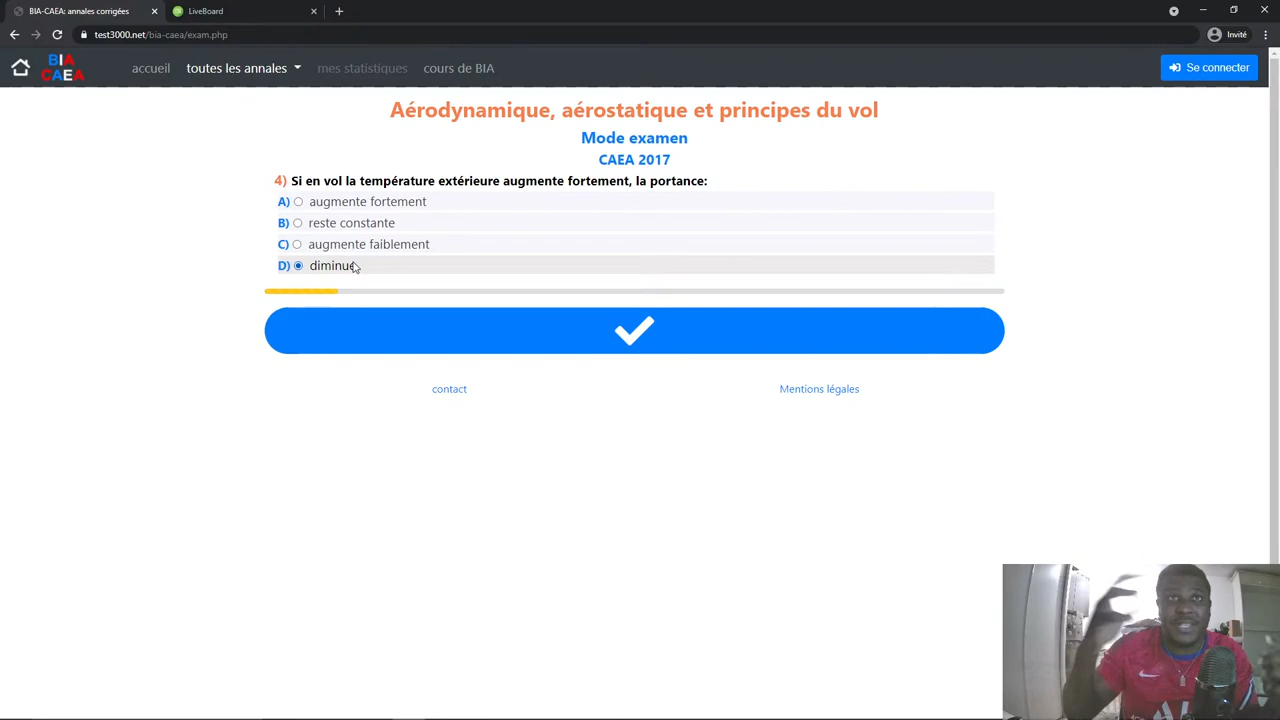 BIA-CAEA: annales corrigées
LiveBoard
test3000.net/bia-caea/exam.php
Invité
BIA
CAEA
accueil
toutes les annales
mes statistiques
cours de BIA
Se connecter
Aérodynamique, aérostatique et principes du vol
Mode examen
CAEA 2017
4) Si en vol la température extérieure augmente fortement, la portance:
A) augmente fortement
B) reste constante
C) augmente faiblement
D) diminue
contact
Mentions légales